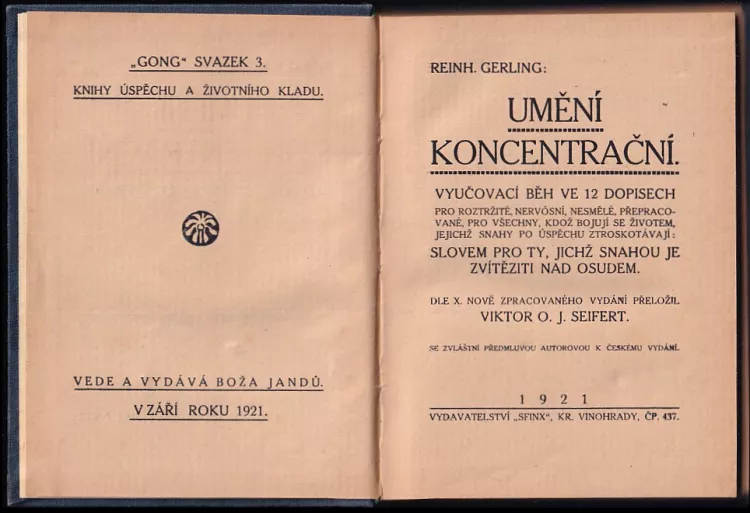 „GONG“ SVAZEK 3.
KNIHY ÚSPĚCHU A ŽIVOTNÍHO KLADU.
VEDE A VYDÁVÁ BOŽA JANDŮ.
V ZÁŘÍ ROKU 1921.
REINH. GERLING:
UMĚNÍ
KONCENTRAČNÍ.
VYUČOVACÍ BĚH VE 12 DOPISECH
PRO ROZTRŽITÉ, NERVÓSNÍ, NESMĚLÉ, PŘEPRACO-
VANÉ, PRO VŠECHNY, KDOŽ BOJUJÍ SE ŽIVOTEM,
JEJICHŽ SNAHY PO ÚSPĚCHU ZTROSKOTÁVAJÍ:
SLOVEM PRO TY, JICHŽ SNAHOU JE
ZVÍTĚZITI NAD OSUDEM.
DLE X. NOVĚ ZPRACOVANÉHO VYDÁNÍ PŘELOŽIL
VIKTOR O. J. SEIFERT.
SE ZVLÁŠTNÍ PŘEDMLUVOU AUTOROVOU K ČESKÉMU VYDÁNÍ.
1921
VYDAVATELSTVÍ „SFINX“, KR. VINOHRADY, ČP. 437.